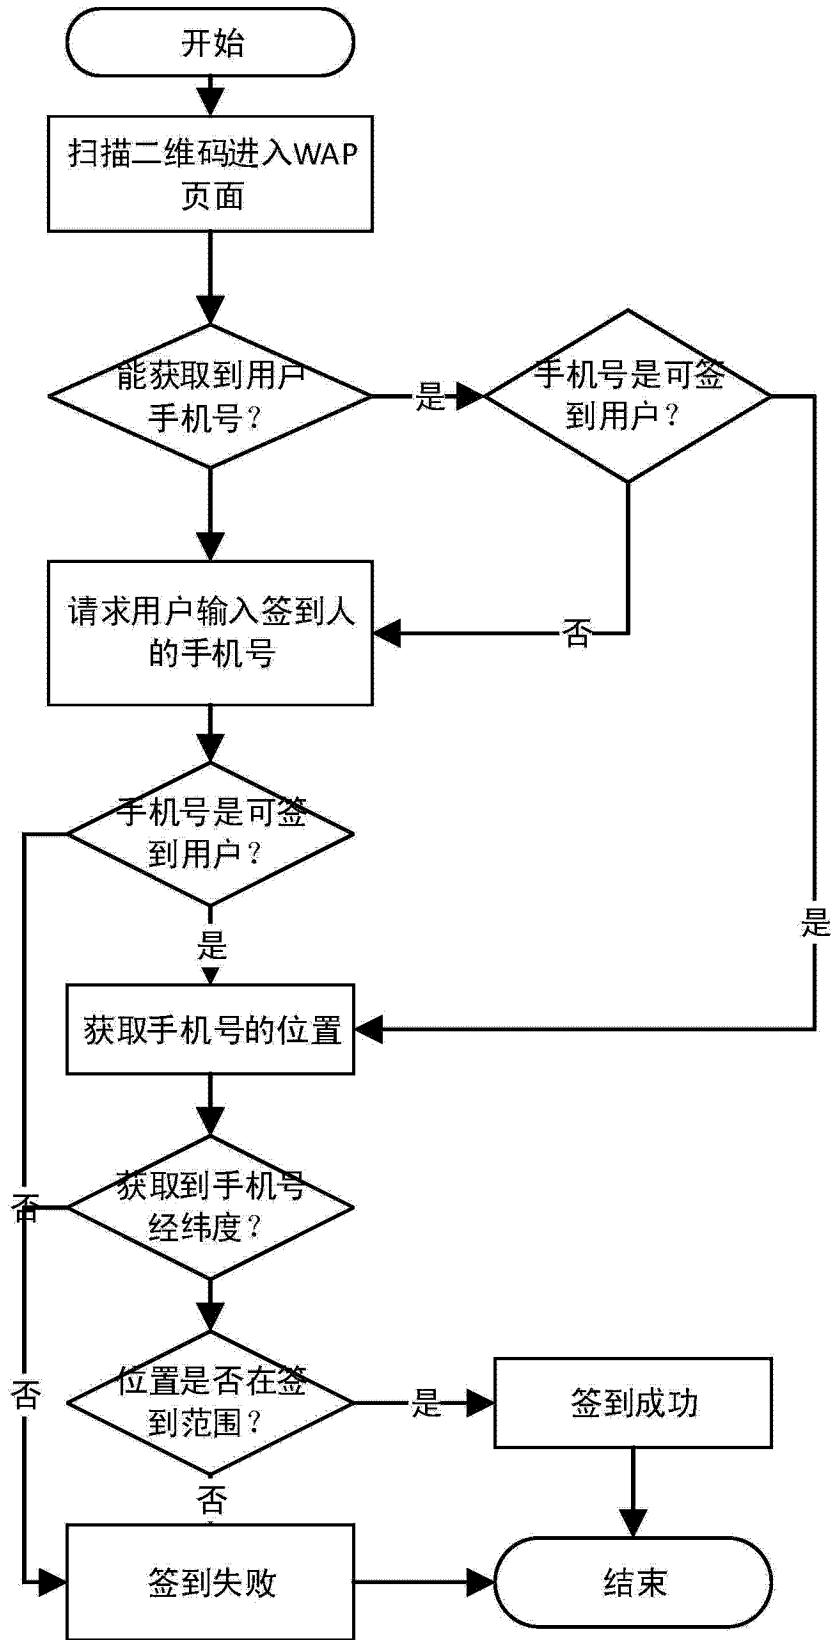 开始
扫描二维码进入WAP
页面
能获取到用户
手机号？
是
手机号是可签
到用户？
请求用户输入签到人
的手机号
否
手机号是可签
到用户？
是
是
获取手机号的位置
获取到手机号
经纬度？
否
位置是否在签
到范围？
否
是
签到成功
否
签到失败
结束